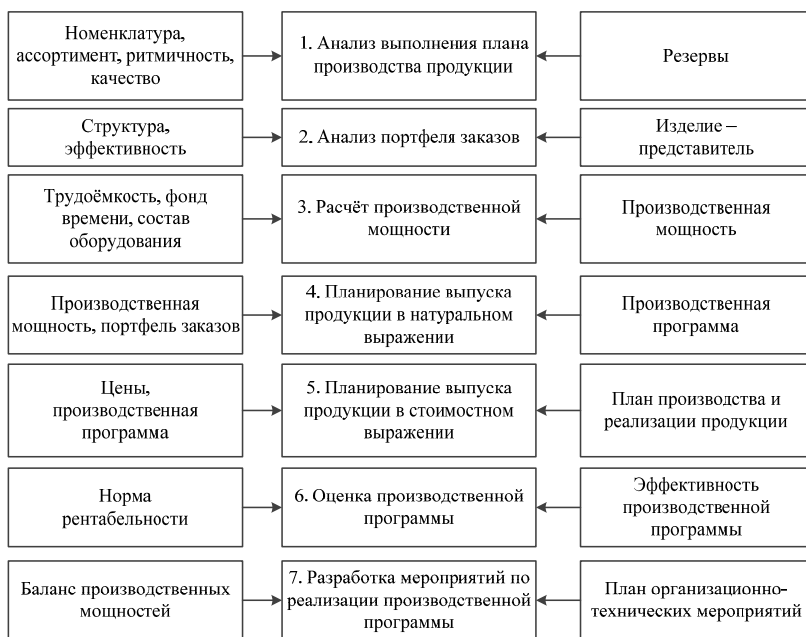 Номенклатура,
ассортимент, ритмичность,
качество
1. Анализ выполнения плана
производства продукции
Резервы
Структура,
эффективность
2. Анализ портфеля заказов
Изделие –
представитель
Трудоёмкость, фонд
времени, состав
оборудования
3. Расчёт производственной
мощности
Производственная
мощность
Производственная
мощность, портфель заказов
4. Планирование выпуска
продукции в натуральном
выражении
Производственная
программа
Цены,
производственная
программа
5. Планирование выпуска
продукции в стоимостном
выражении
План производства и
реализации продукции
Норма
рентабельности
6. Оценка производственной
программы
Эффективность
производственной
программы
Баланс производственных
мощностей
7. Разработка мероприятий по
реализации производственной
программы
План организационно-
технических мероприятий